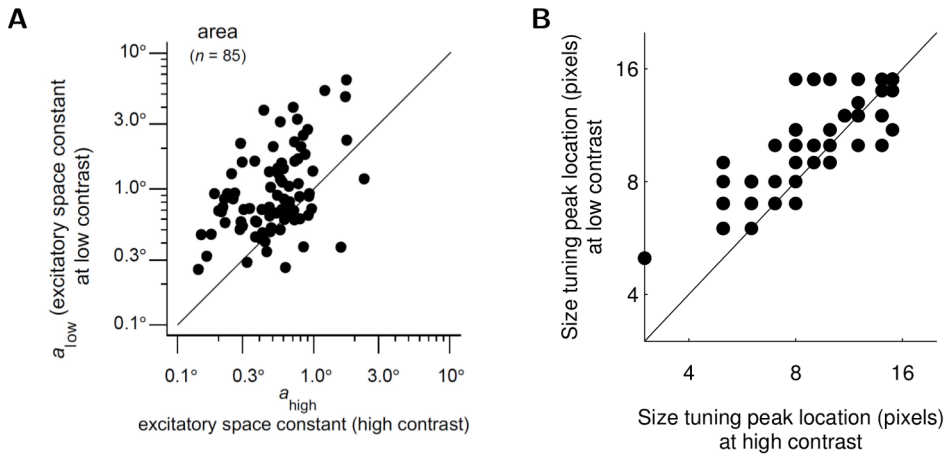 A
area
(n = 85)
10°
3.0°
1.0°
0.3°
0.1°
a low (excitatory space constant
at low contrast)
0.1°
0.3°
1.0°
3.0°
10°
a high
excitatory space constant (high contrast)
B
16
8
4
Size tuning peak location (pixels)
at low contrast
4
8
16
Size tuning peak location (pixels)
at high contrast